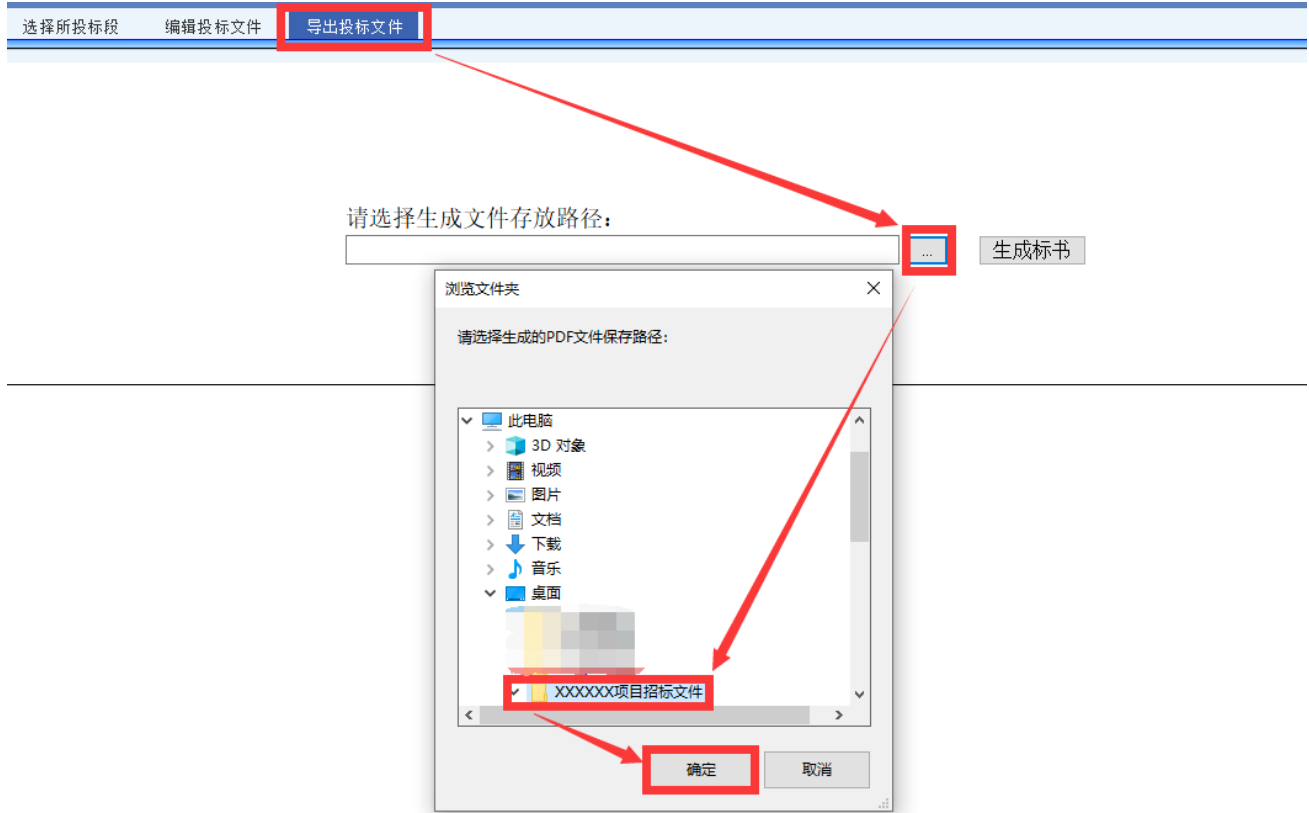 选择所投标段 编辑投标文件 导出投标文件
请选择生成文件存放路径：
... 生成标书
浏览文件夹
请选择生成的PDF文件保存路径：
此电脑
3D 对象
视频
图片
文档
下载
音乐
桌面
XXXXXX项目招标文件
确定 取消